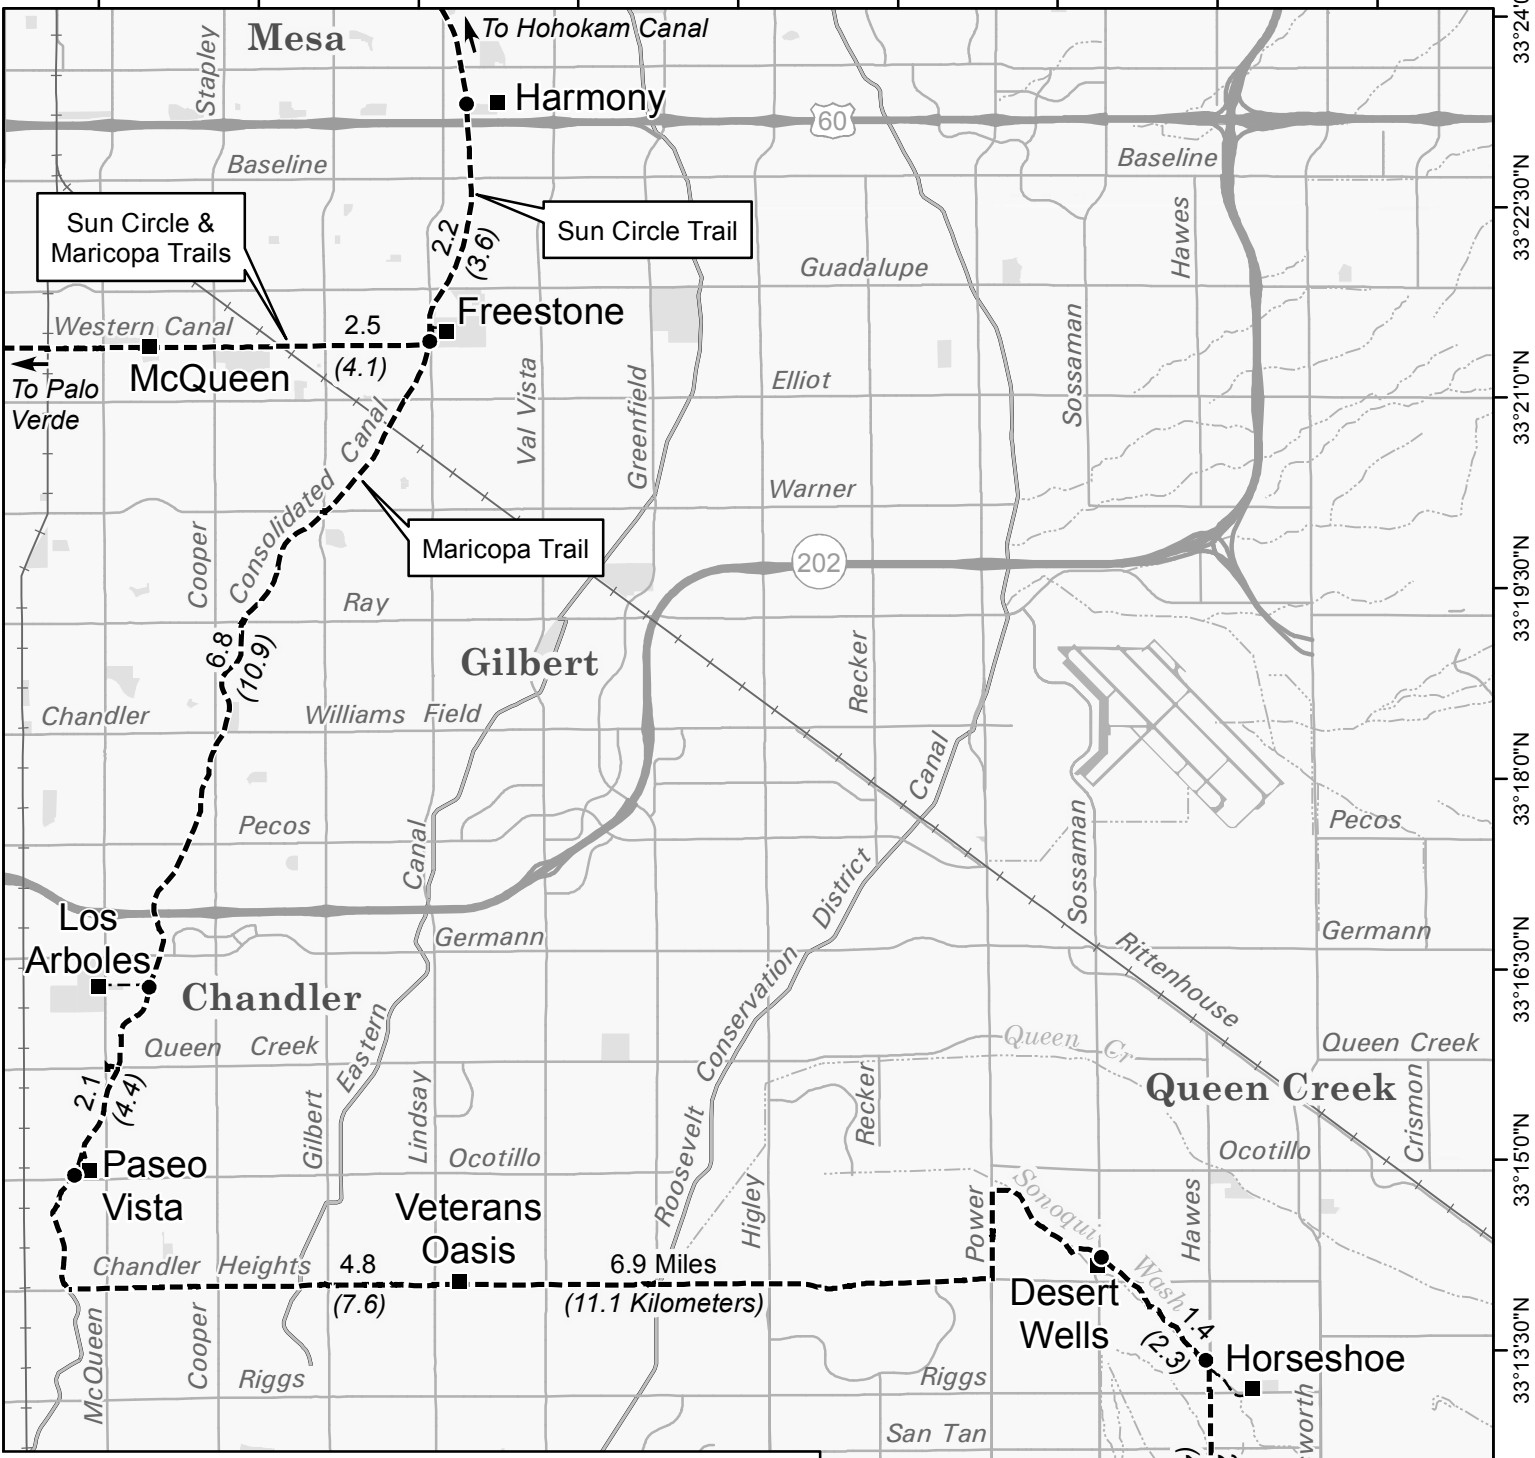 33°24'0
Mesa
To Hohokam Canal
Stapley
Harmony
60
Baseline
Baseline
33°22'30"N
Sun Circle &
Maricopa Trails
2.2
(3.6)
Sun Circle Trail
Hawes
Guadalupe
Western Canal
2.5
Freestone
Sossaman
McQueen
(4.1)
To Palo
Verde
Val Vista
Greenfield
Elliot
33°21'0"N
Consolidated Canal
Warner
Cooper
Maricopa Trail
202
Ray
33°19'30"N
6.8
(10.9)
Gilbert
Recker
Chandler
Williams Field
Canal
33°18'0"N
Pecos
Canal
Sossaman
Pecos
Los
Arboles
Germann
District
Germann
Rittenhouse
33°16'30"N
Chandler
Conservation
Queen Creek
Eastern
Queen Cr
Queen Creek
2.1
(4.4)
Gilbert
Lindsay
Recker
Queen Creek
Crismon
Roosevelt
33°15'0"N
Paseo
Vista
Ocotillo
Ocotillo
Veterans
Oasis
Higley
Power
Sonoqui
Wash
Hawes
Chandler Heights
4.8
(7.6)
6.9 Miles
(11.1 Kilometers)
Desert
Wells
1.4
(2.3)
33°13'30"N
McQueen
Cooper
Riggs
Riggs
Horseshoe
San Tan
worth